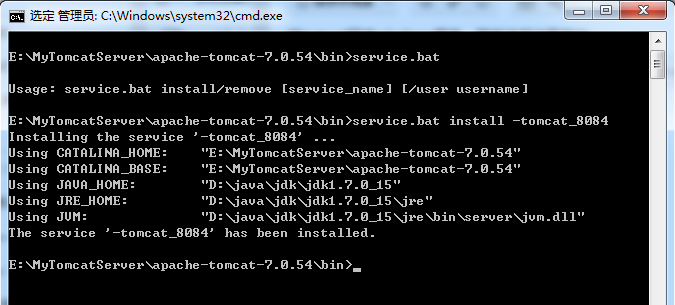 选定 管理员: C:\Windows\system32\cmd.exe
E:\MyTomcatServer\apache-tomcat-7.0.54\bin>service.bat
Usage: service.bat install/remove [service_name] [/user username]
E:\MyTomcatServer\apache-tomcat-7.0.54\bin>service.bat install -tomcat_8084
Installing the service '-tomcat_8084' ...
Using CATALINA_HOME:    "E:\MyTomcatServer\apache-tomcat-7.0.54"
Using CATALINA_BASE:    "E:\MyTomcatServer\apache-tomcat-7.0.54"
Using JAVA_HOME:        "D:\java\jdk\jdk1.7.0_15"
Using JRE_HOME:         "D:\java\jdk\jdk1.7.0_15\jre"
Using JVM:              "D:\java\jdk\jdk1.7.0_15\jre\bin\server\jvm.dll"
The service '-tomcat_8084' has been installed.
E:\MyTomcatServer\apache-tomcat-7.0.54\bin>